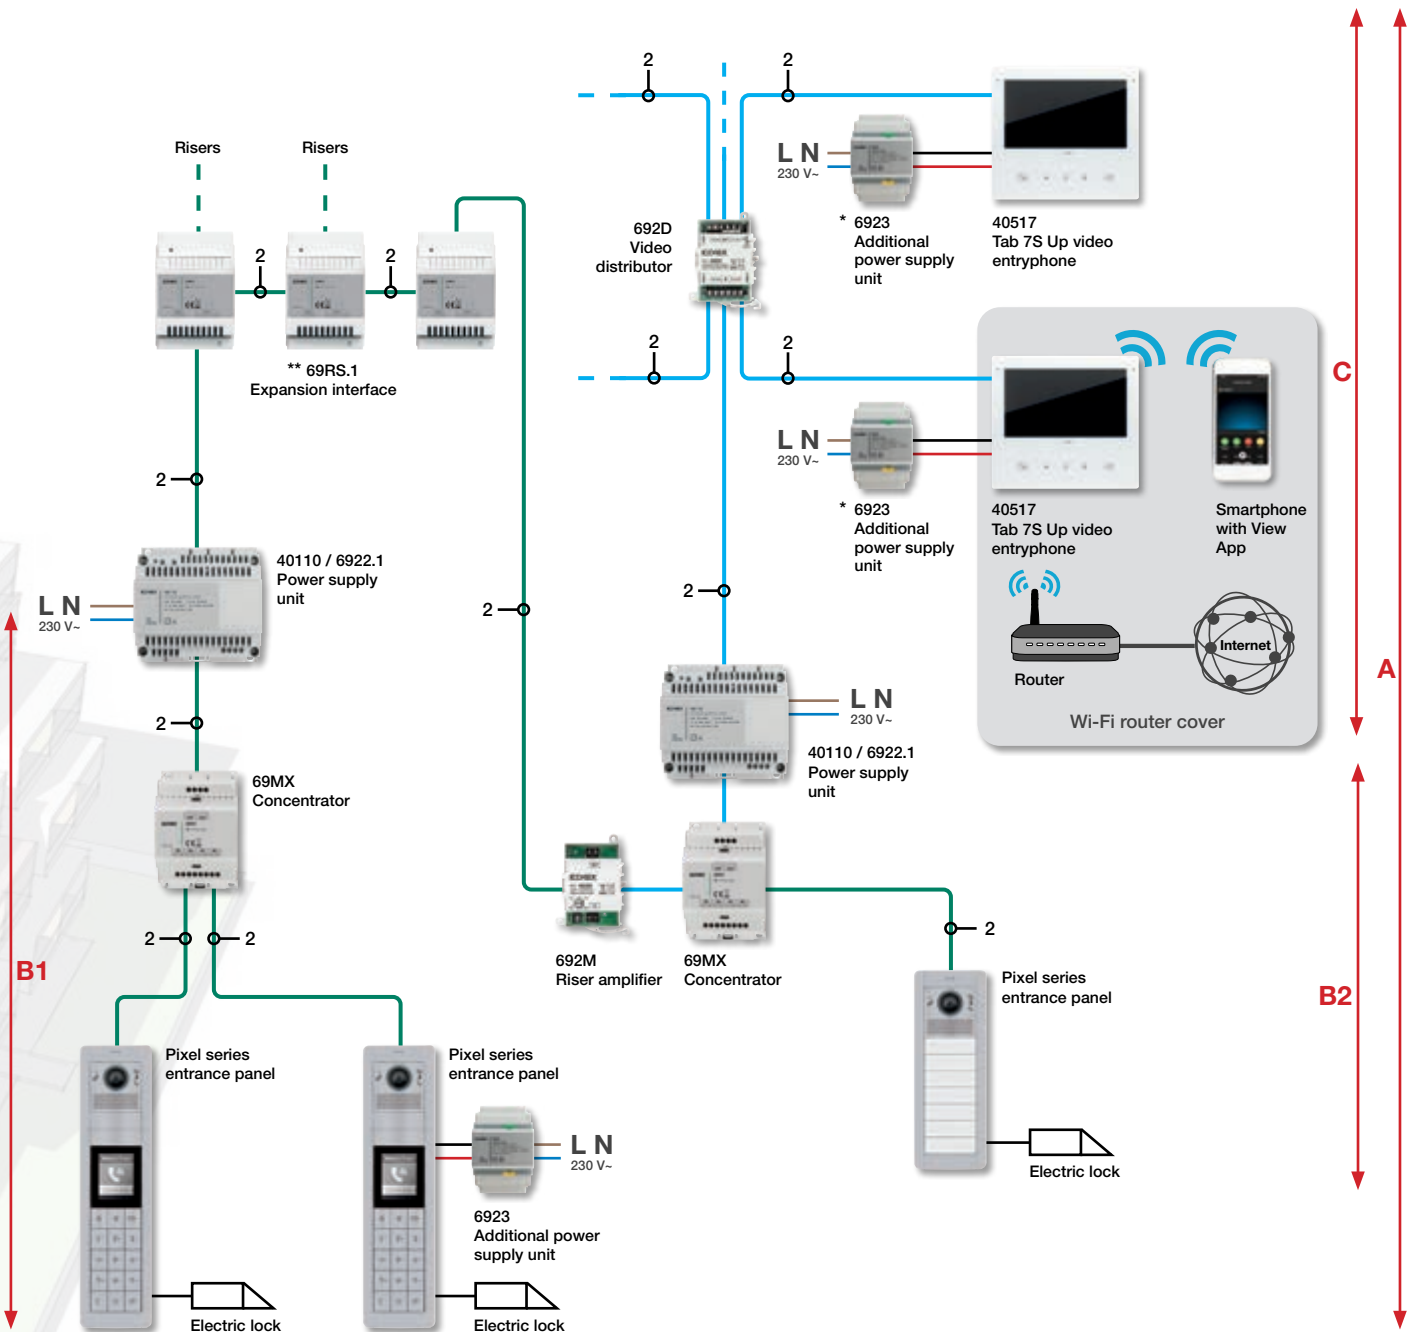 2
2
Risers
Risers
L N
230 V~
692D
Video
distributor
* 6923
Additional
power supply
unit
40517
Tab 7S Up video
entryphone
2
2
2
2
** 69RS.1
Expansion interface
L N
230 V~
C
* 6923
Additional
power supply
unit
40517
Tab 7S Up video
entryphone
Smartphone
with View
App
2
40110 / 6922.1
Power supply
unit
L N
230 V~
2
2
Internet
Router
Wi-Fi router cover
A
L N
230 V~
2
40110 / 6922.1
Power supply
unit
69MX
Concentrator
2
2
2
692M
Riser amplifier
69MX
Concentrator
B1
Pixel series
entrance panel
B2
Pixel series
entrance panel
Pixel series
entrance panel
L N
230 V~
Electric lock
6923
Additional power
supply unit
Electric lock
Electric lock